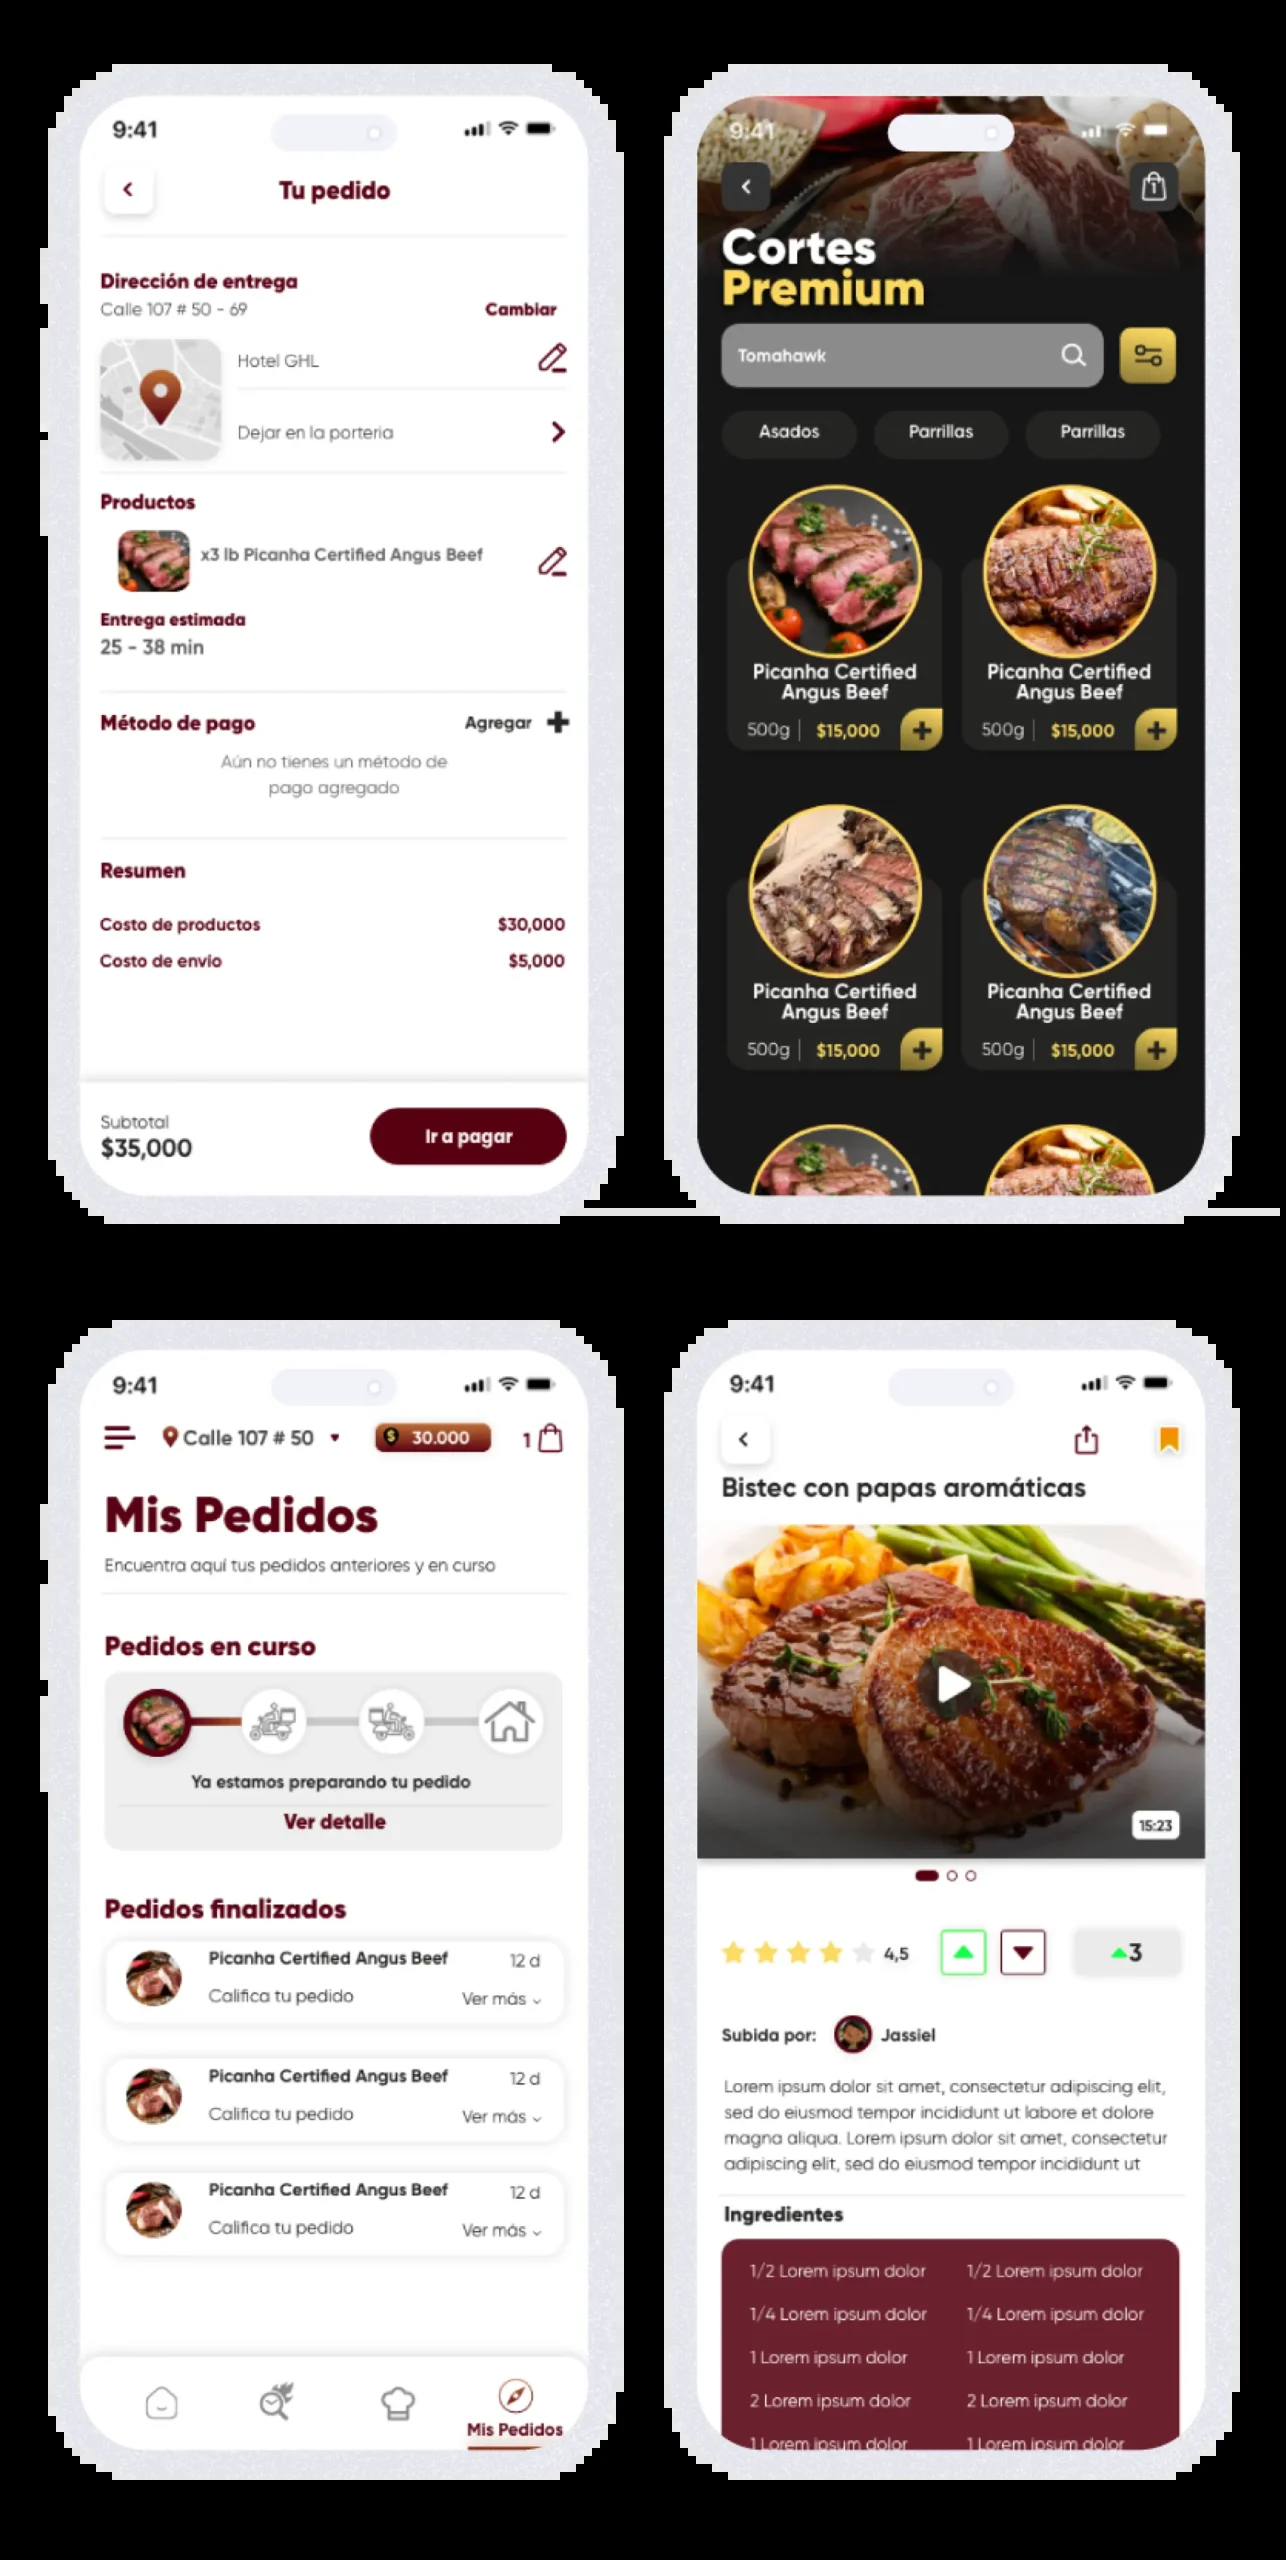 9:41
Tu pedido
Dirección de entrega
Calle 107 # 50 - 69
Cambiar
Hotel GHL
Dejar en la porteria
Productos
x3 lb Picanha Certified Angus Beef
Entrega estimada
25 - 38 min
Método de pago
Agregar
Aún no tienes un método de
pago agregado
Resumen
Costo de productos $30,000
Costo de envío $5,000
Subtotal
$35,000
Ir a pagar
9:41
1
Cortes
Premium
Tomahawk
Asados Parrillas Parrillas
Picanha Certified
Angus Beef
500g $15,000
Picanha Certified
Angus Beef
500g $15,000
Picanha Certified
Angus Beef
500g $15,000
Picanha Certified
Angus Beef
500g $15,000
9:41
Calle 107 # 50
$ 30.000
1
Mis Pedidos
Encuentra aquí tus pedidos anteriores y en curso
Pedidos en curso
Ya estamos preparando tu pedido
Ver detalle
Pedidos finalizados
Picanha Certified Angus Beef 12 d
Califica tu pedido Ver más
Picanha Certified Angus Beef 12 d
Califica tu pedido Ver más
Picanha Certified Angus Beef 12 d
Califica tu pedido Ver más
Mis Pedidos
9:41
Bistec con papas aromáticas
15:23
4,5
3
Subida por: Jassiel
Lorem ipsum dolor sit amet, consectetur adipiscing elit,
sed do eiusmod tempor incididunt ut labore et dolore
magna aliqua. Lorem ipsum dolor sit amet, consectetur
adipiscing elit, sed do eiusmod tempor incididunt ut
Ingredientes
1/2 Lorem ipsum dolor 1/2 Lorem ipsum dolor
1/4 Lorem ipsum dolor 1/4 Lorem ipsum dolor
1 Lorem ipsum dolor 1 Lorem ipsum dolor
2 Lorem ipsum dolor 2 Lorem ipsum dolor
1 Lorem ipsum dolor 1 Lorem ipsum dolor